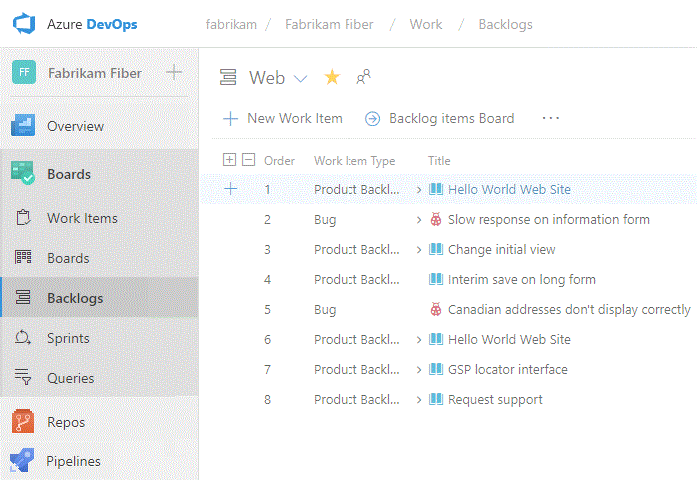 Azure DevOps fabrikam / Fabrikam Fiber / Work / Backlogs
FF Fabrikam Fiber
Overview
Boards
Work Items
Boards
Backlogs
Sprints
Queries
Repos
Pipelines
Web
New Work Item Backlog items Board ...
Order Work Item Type Title
1 Product Backl... Hello World Web Site
2 Bug Slow response on information form
3 Product Backl... Change initial view
4 Product Backl... Interim save on long form
5 Bug Canadian addresses don't display correctly
6 Product Backl... Hello World Web Site
7 Product Backl... GSP locator interface
8 Product Backl... Request support